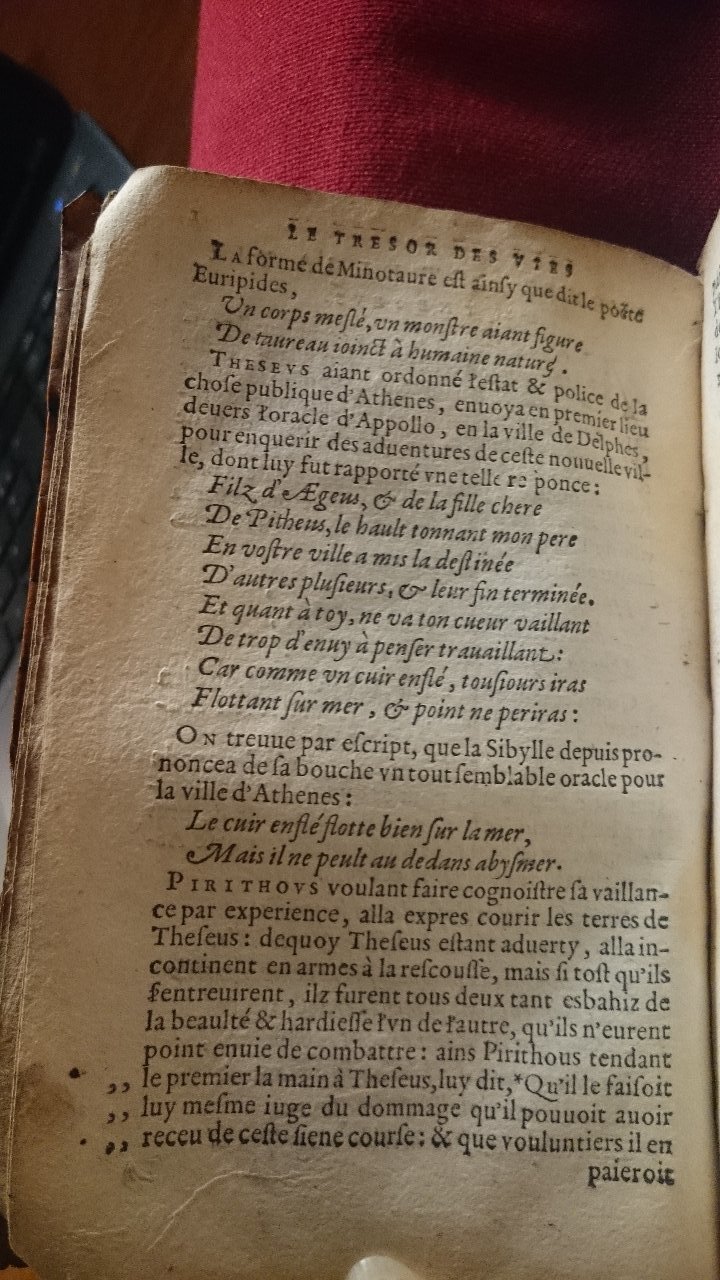 LE TRESOR DES VIES
LA forme de Minotaure est ainsy que dit le poëte
Euripides,
Vn corps meslé, vn monstre aiant figure
De taureau ioinct à humaine nature.
THESEVS aiant ordonné l'estat & police de la
chose publique d'Athenes, enuoya en premier lieu
deuers l'oracle d'Appollo, en la ville de Delphes,
pour enquerir des aduentures de ceste nouuelle vil-
le, dont luy fut rapporté vne telle responce:
Filz d'Ægeus, & de la fille chere
De Pitheus, le hault tonnant mon pere
En vostre ville a mis la destinée
D'autres plusieurs, & leur fin terminée.
Et quant à toy, ne va ton cueur vaillant
De trop d'enuy à penser trauaillant:
Car comme vn cuir enflé, tousiours iras
Flottant sur mer, & point ne periras:
ON treuue par escript, que la Sibylle depuis pro-
noncea de sa bouche vn tout semblable oracle pour
la ville d'Athenes:
Le cuir enflé flotte bien sur la mer,
Mais il ne peult au dedans abysmer.
PIRITHOVS voulant faire cognoistre sa vaillan-
ce par experience, alla expres courir les terres de
Theseus: dequoy Theseus estant aduerty, alla in-
continent en armes à la rescousse, mais si tost qu'ils
s'entreuirent, ilz furent tous deux tant esbahiz de
la beaulté & hardiesse l'vn de l'autre, qu'ils n'eurent
point enuie de combattre: ains Pirithous tendant
,, le premier la main à Theseus, luy dit,*Qu'il le faisoit
,, luy mesme iuge du dommage qu'il pouuoit auoir
,, receu de ceste siene course: & que vouluntiers il en
paieroit